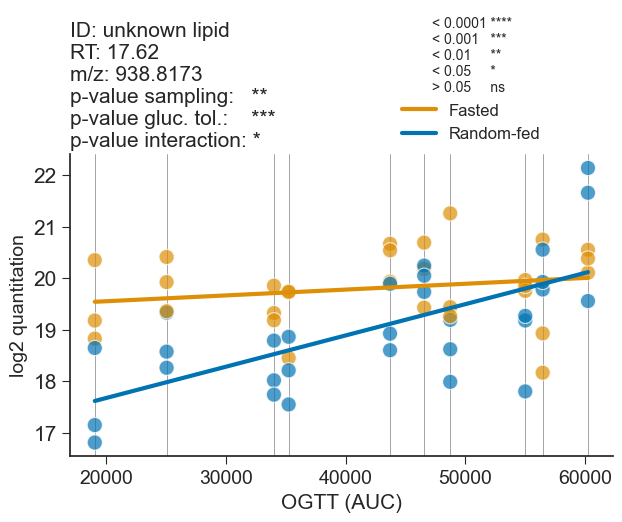 ID: unknown lipid
RT: 17.62
m/z: 938.8173
p-value sampling: **
p-value gluc. tol.: ***
p-value interaction: *
< 0.0001 ****
< 0.001 ***
< 0.01 **
< 0.05 *
> 0.05 ns
Fasted
Random-fed
log2 quantitation
22
21
20
19
18
17
20000 30000 40000 50000 60000
OGTT (AUC)